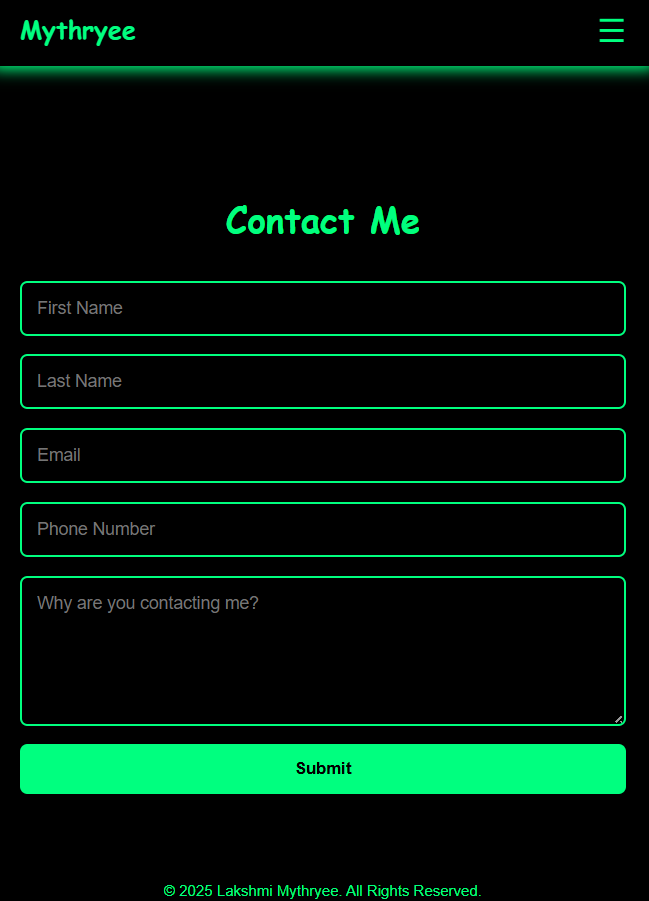 Mythryee
Contact Me
First Name
Last Name
Email
Phone Number
Why are you contacting me?
Submit
© 2025 Lakshmi Mythryee. All Rights Reserved.